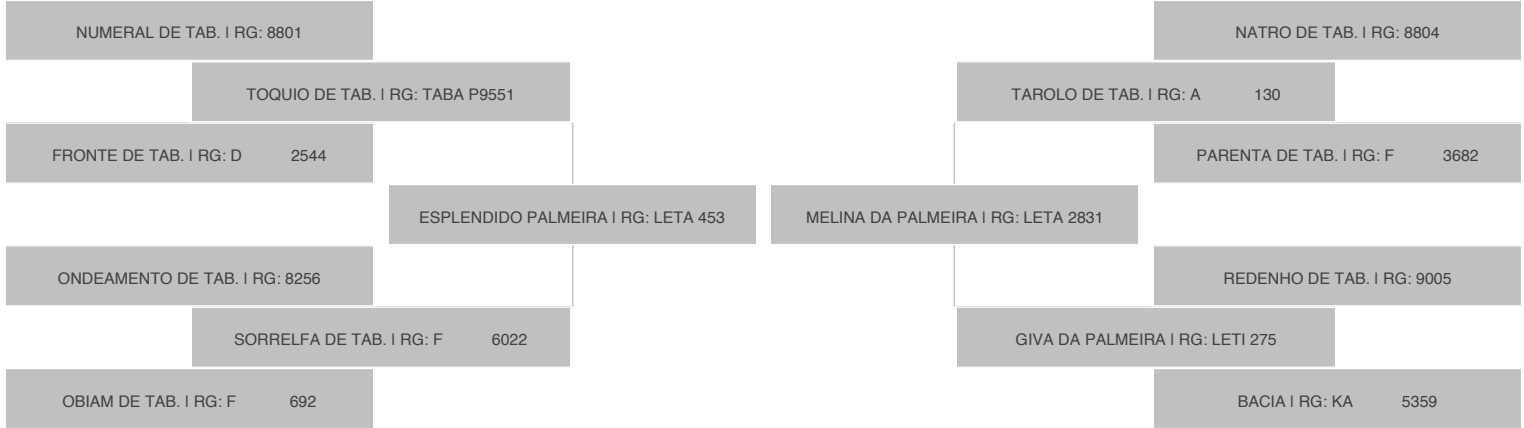 NUMERAL DE TAB. | RG: 8801
NATRO DE TAB. | RG: 8804
TOQUIO DE TAB. | RG: TABA P9551
TAROLO DE TAB. | RG: A 130
FRONTE DE TAB. | RG: D 2544
PARENTA DE TAB. | RG: F 3682
ESPLENDIDO PALMEIRA | RG: LETA 453
MELINA DA PALMEIRA | RG: LETA 2831
ONDEAMENTO DE TAB. | RG: 8256
REDENHO DE TAB. | RG: 9005
SORRELFA DE TAB. | RG: F 6022
GIVA DA PALMEIRA | RG: LETI 275
OBIAM DE TAB. | RG: F 692
BACIA | RG: KA 5359